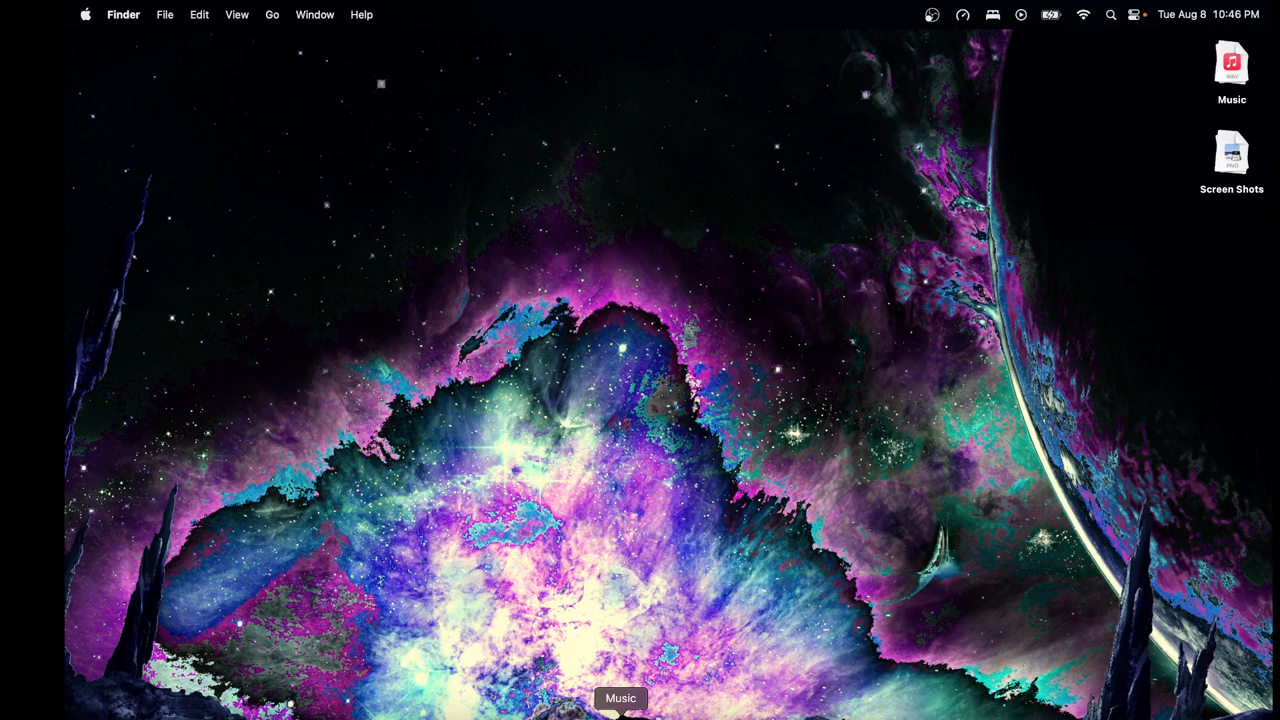 Finder File Edit View Go Window Help Tue Aug 8 10:46 PM
WAV
Music
PNG
Screen Shots
Music